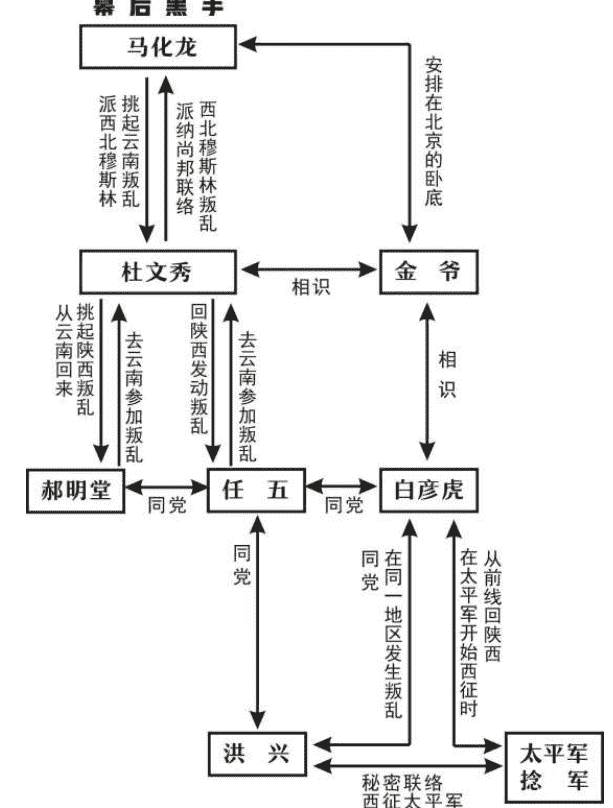 幕后黑手
马化龙
安排在北京的卧底
派西北穆斯林
挑起云南叛乱
派纳尚邦联络
西北穆斯林叛乱
杜文秀
相识
金 爷
从云南回来
挑起陕西叛乱
去云南参加叛乱
回陕西发动叛乱
去云南参加叛乱
相识
郝明堂
同党
任 五
同党
白彦虎
同党
同党
在同一地区发生叛乱
在太平军开始西征时
从前线回陕西
洪 兴
秘密联络
西征太平军
太平军
捻 军